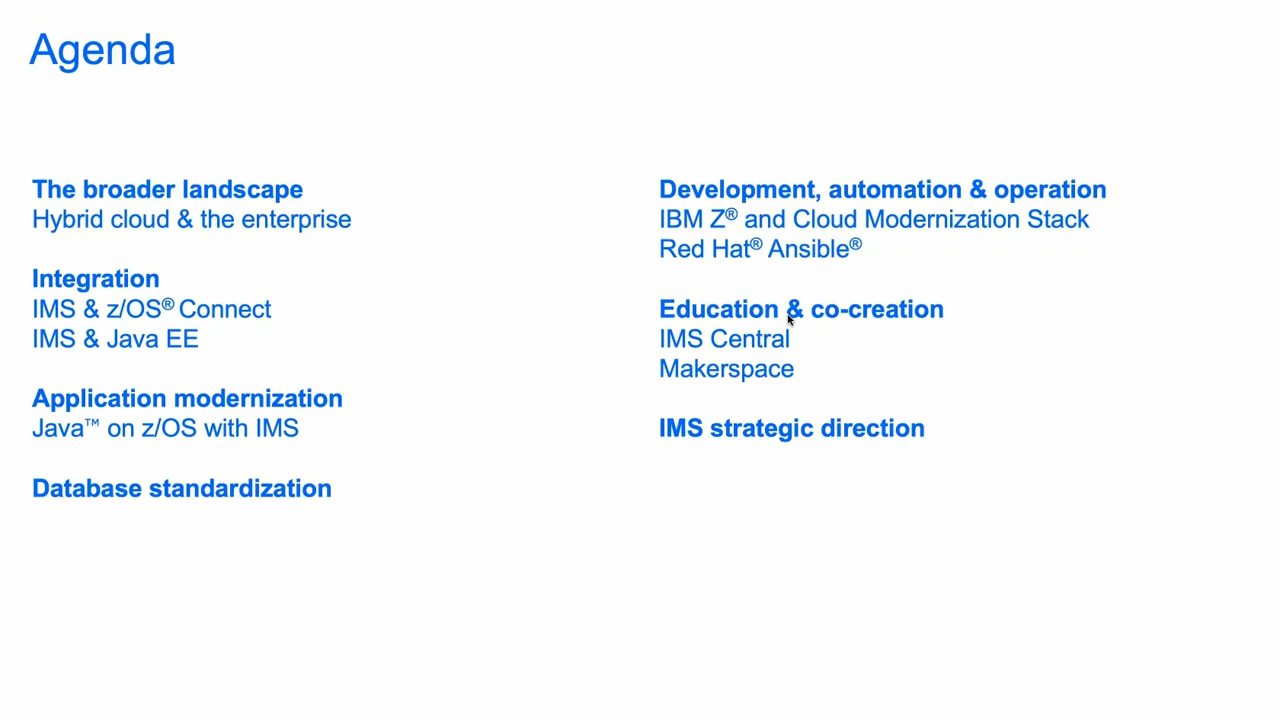 Agenda
The broader landscape
Hybrid cloud & the enterprise
Integration
IMS & z/OS® Connect
IMS & Java EE
Application modernization
Java™ on z/OS with IMS
Database standardization
Development, automation & operation
IBM Z® and Cloud Modernization Stack
Red Hat® Ansible®
Education & co-creation
IMS Central
Makerspace
IMS strategic direction